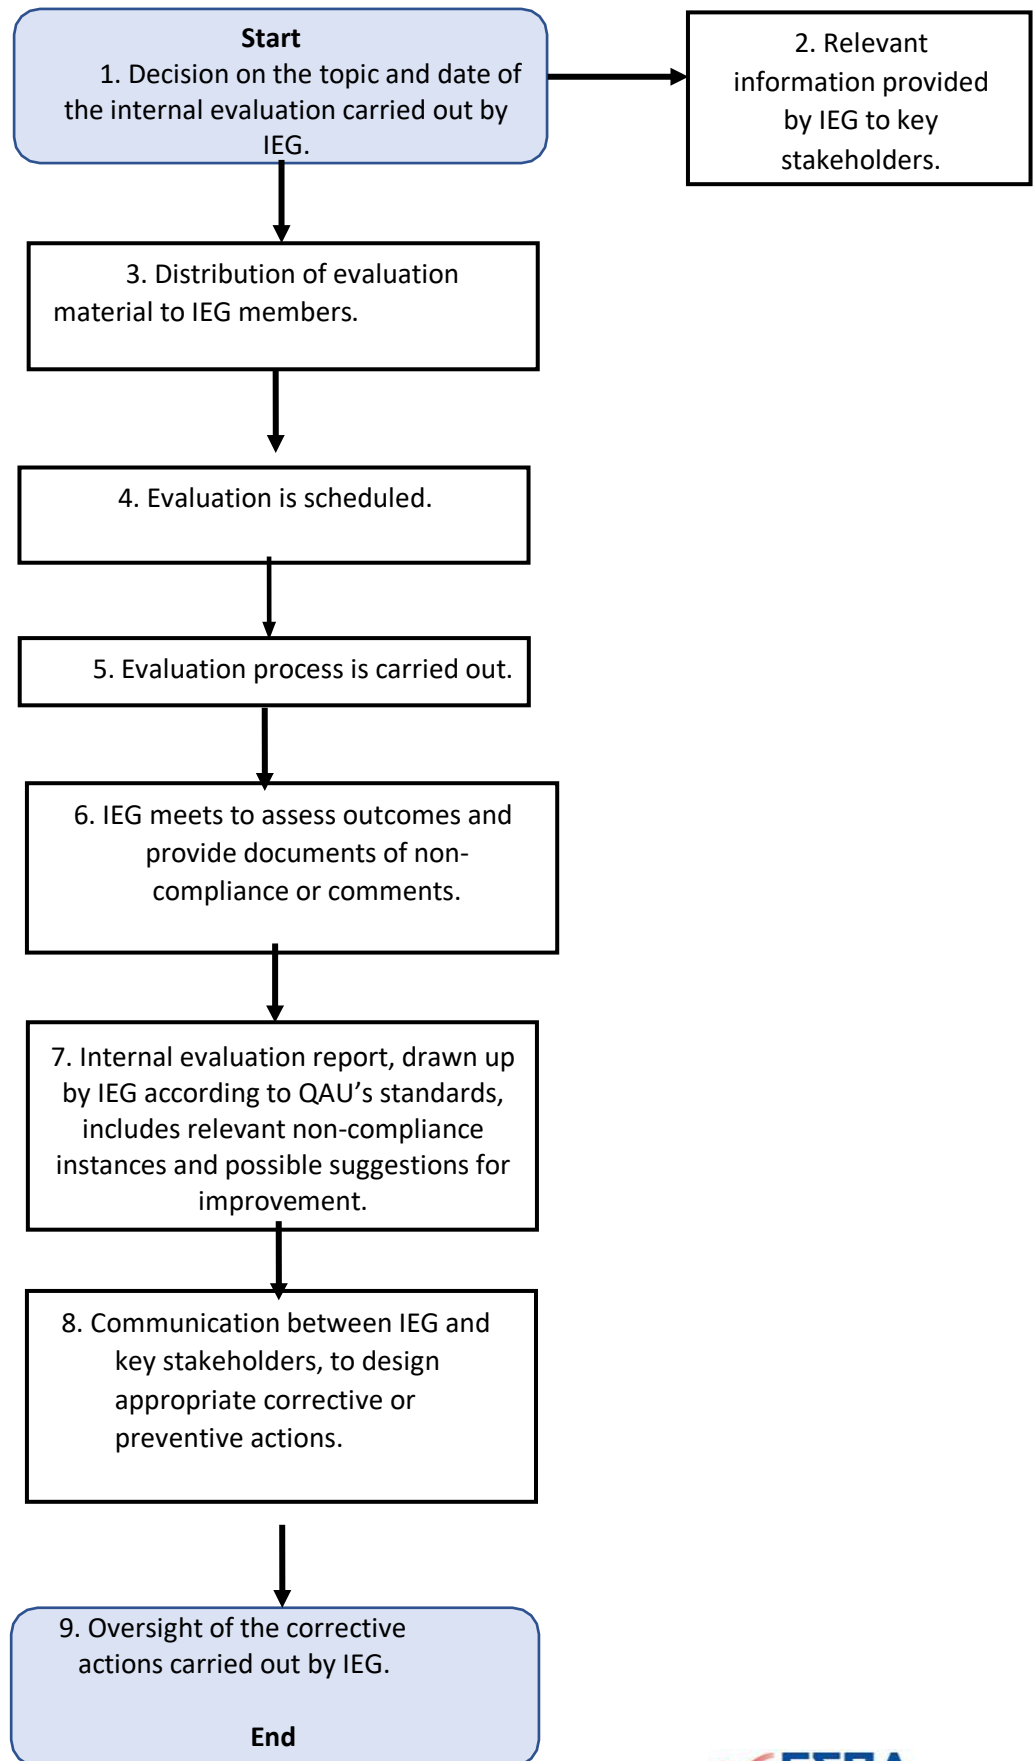 Start
1. Decision on the topic and date of
the internal evaluation carried out by
IEG.
2. Relevant
information provided
by IEG to key
stakeholders.
3. Distribution of evaluation
material to IEG members.
4. Evaluation is scheduled.
5. Evaluation process is carried out.
6. IEG meets to assess outcomes and
provide documents of non-
compliance or comments.
7. Internal evaluation report, drawn up
by IEG according to QAU’s standards,
includes relevant non-compliance
instances and possible suggestions for
improvement.
8. Communication between IEG and
key stakeholders, to design
appropriate corrective or
preventive actions.
9. Oversight of the corrective
actions carried out by IEG.
End